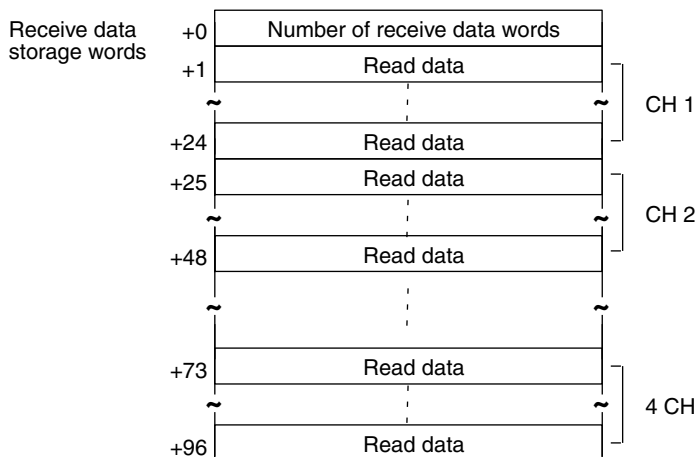 Receive data
storage words
+0 Number of receive data words
+1 Read data
CH 1
+24 Read data
+25 Read data
CH 2
+48 Read data
+73 Read data
4 CH
+96 Read data